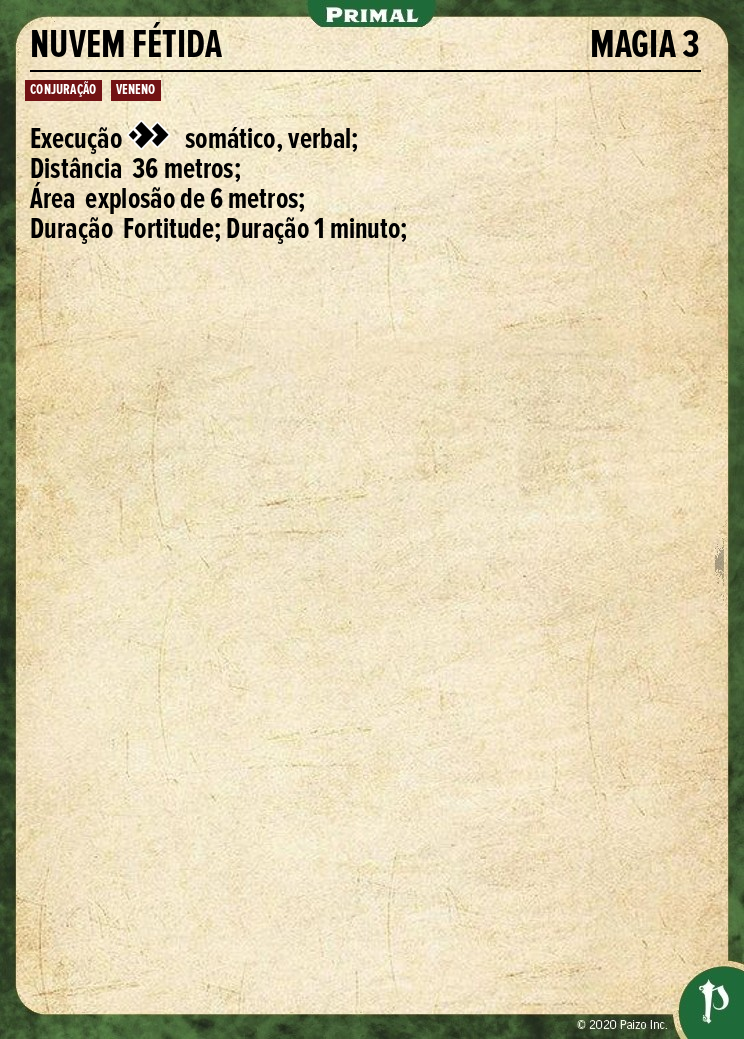 PRIMAL
NUVEM FÉTIDA MAGIA 3
CONJURAÇÃO VENENO
Execução somático, verbal;
Distância 36 metros;
Área explosão de 6 metros;
Duração Fortitude; Duração 1 minuto;
© 2020 Paizo Inc.
P